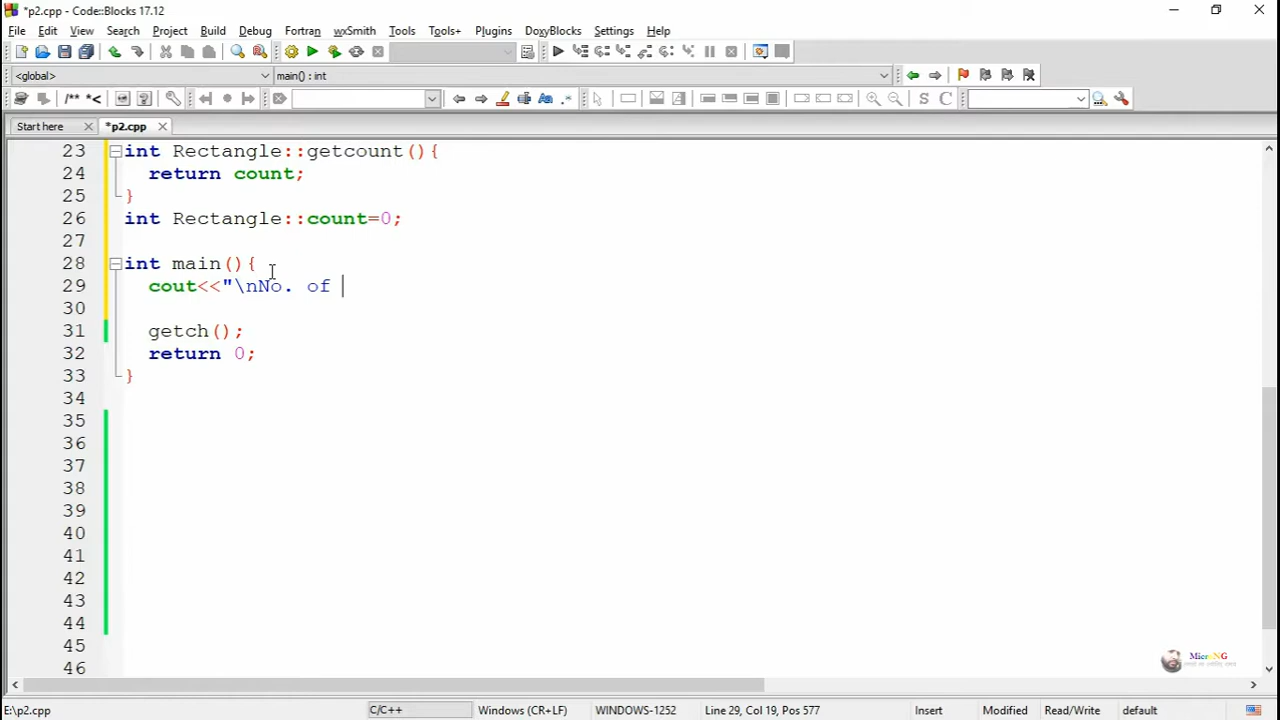 *p2.cpp - Code::Blocks 17.12
File Edit View Search Project Build Debug Fortran wxSmith Tools Tools+ Plugins DoxyBlocks Settings Help
<global> main() : int
/** *< S C
Start here *p2.cpp
23 int Rectangle::getcount(){
24 return count;
25 }
26 int Rectangle::count=0;
27
28 int main(){
29 cout<<"\nNo. of
30
31 getch();
32 return 0;
33 }
34
35
36
37
38
39
40
41
42
43
44
45
46
MicroNG
E:\p2.cpp C/C++ Windows (CR+LF) WINDOWS-1252 Line 29, Col 19, Pos 577 Insert Modified Read/Write default